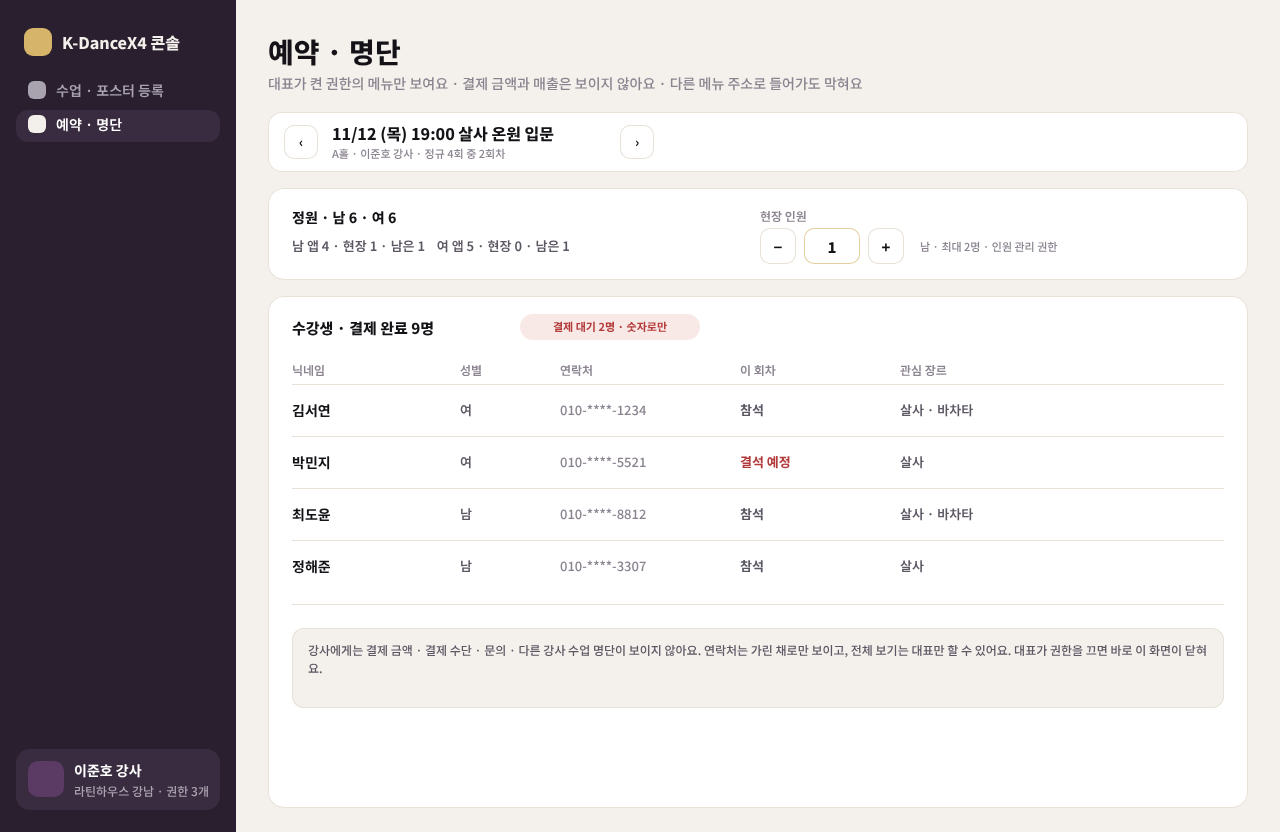 K-DanceX4 콘솔
수업 · 포스터 등록
예약 · 명단
이준호 강사
라틴하우스 강남 · 권한 3개
예약 · 명단
대표가 켠 권한의 메뉴만 보여요 · 결제 금액과 매출은 보이지 않아요 · 다른 메뉴 주소로 들어가도 막혀요
‹
11/12 (목) 19:00 살사 온원 입문
A홀 · 이준호 강사 · 정규 4회 중 2회차
›
정원 · 남 6 · 여 6
남 앱 4 · 현장 1 · 남은 1 여 앱 5 · 현장 0 · 남은 1
현장 인원
− 1 + 남 · 최대 2명 · 인원 관리 권한
수강생 · 결제 완료 9명
결제 대기 2명 · 숫자로만
닉네임 성별 연락처 이 회차 관심 장르
김서연 여 010-****-1234 참석 살사 · 바차타
박민지 여 010-****-5521 결석 예정 살사
최도윤 남 010-****-8812 참석 살사 · 바차타
정해준 남 010-****-3307 참석 살사
강사에게는 결제 금액 · 결제 수단 · 문의 · 다른 강사 수업 명단이 보이지 않아요. 연락처는 가린 채로만 보이고, 전체 보기는 대표만 할 수 있어요. 대표가 권한을 끄면 바로 이 화면이 닫혀
요.